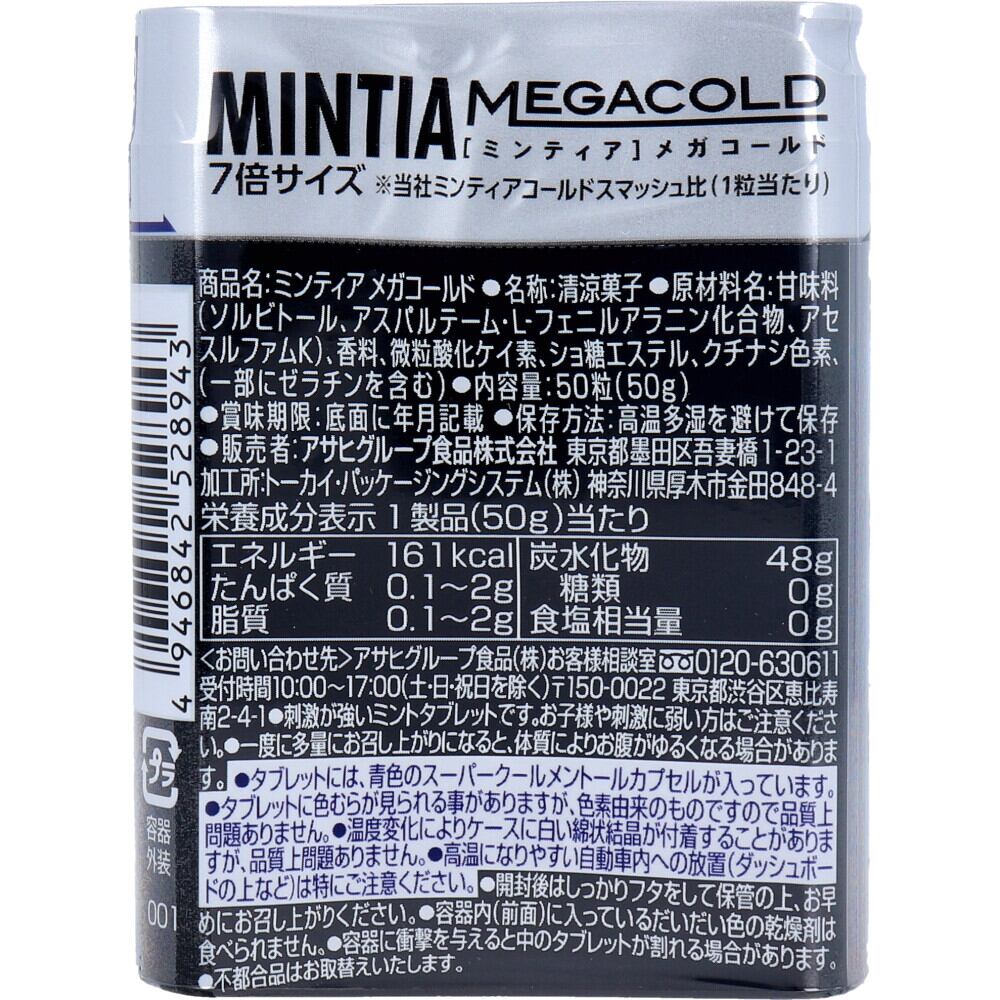 MINTIA MEGACOLD
[ミンティア]メガコールド
7倍サイズ ※当社ミンティアコールドスマッシュ比(1粒当たり)
商品名:ミンティア メガコールド●名称:清涼菓子●原材料名:甘味料
(ソルビトール、アスパルテーム・L-フェニルアラニン化合物、アセ
スルファムK)、香料、微粒酸化ケイ素、ショ糖エステル、クチナシ色素、
(一部にゼラチンを含む)●内容量:50粒(50g)
●賞味期限:底面に年月記載●保存方法:高温多湿を避けて保存
●販売者:アサヒグループ食品株式会社 東京都墨田区吾妻橋1-23-1
加工所:トーカイ・パッケージングシステム(株) 神奈川県厚木市金田848-4
栄養成分表示 1製品(50g)当たり
エネルギー 161kcal 炭水化物 48g
たんぱく質 0.1~2g 糖類 0g
脂質 0.1~2g 食塩相当量 0g
<お問い合わせ先>アサヒグループ食品(株)お客様相談室 0120-630611
受付時間10:00~17:00(土・日・祝日を除く)〒150-0022 東京都渋谷区恵比寿
南2-4-1●刺激が強いミントタブレットです。お子様や刺激に弱い方はご注意くださ
い。●一度に多量にお召し上がりになると、体質によりお腹がゆるくなる場合がありま
す。●タブレットには、青色のスーパークールメントールカプセルが入っています。
●タブレットに色むらが見られる事がありますが、色素由来のものですので品質上
問題ありません。●温度変化によりケースに白い綿状結晶が付着することがありま
すが、品質上問題ありません。●高温になりやすい自動車内への放置(ダッシュボー
ドの上など)は特にご注意ください。●開封後はしっかりフタをして保管の上、お早
めにお召し上がりください。●容器内(前面)に入っているだいだい色の乾燥剤は
食べられません。●容器に衝撃を与えると中のタブレットが割れる場合があります。
●不都合品はお取替えいたします。
4946842528943
プラ
容器
外装
001